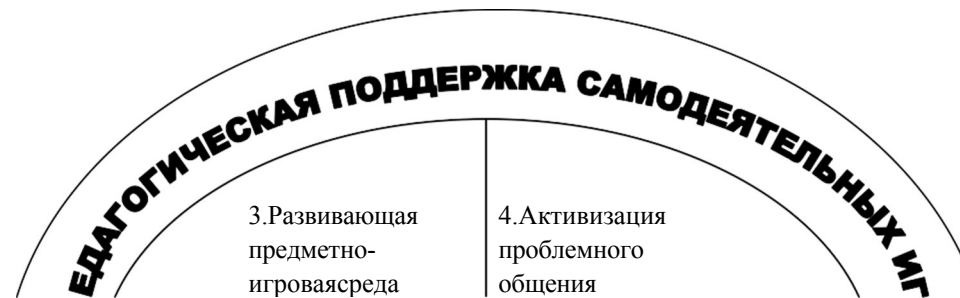 ЕДАГОГИЧЕСКАЯ ПОДДЕРЖКА САМОДЕЯТЕЛЬНЫХ ИГ
3.Развивающая
предметно-
игроваясреда
4.Активизация
проблемного
общения